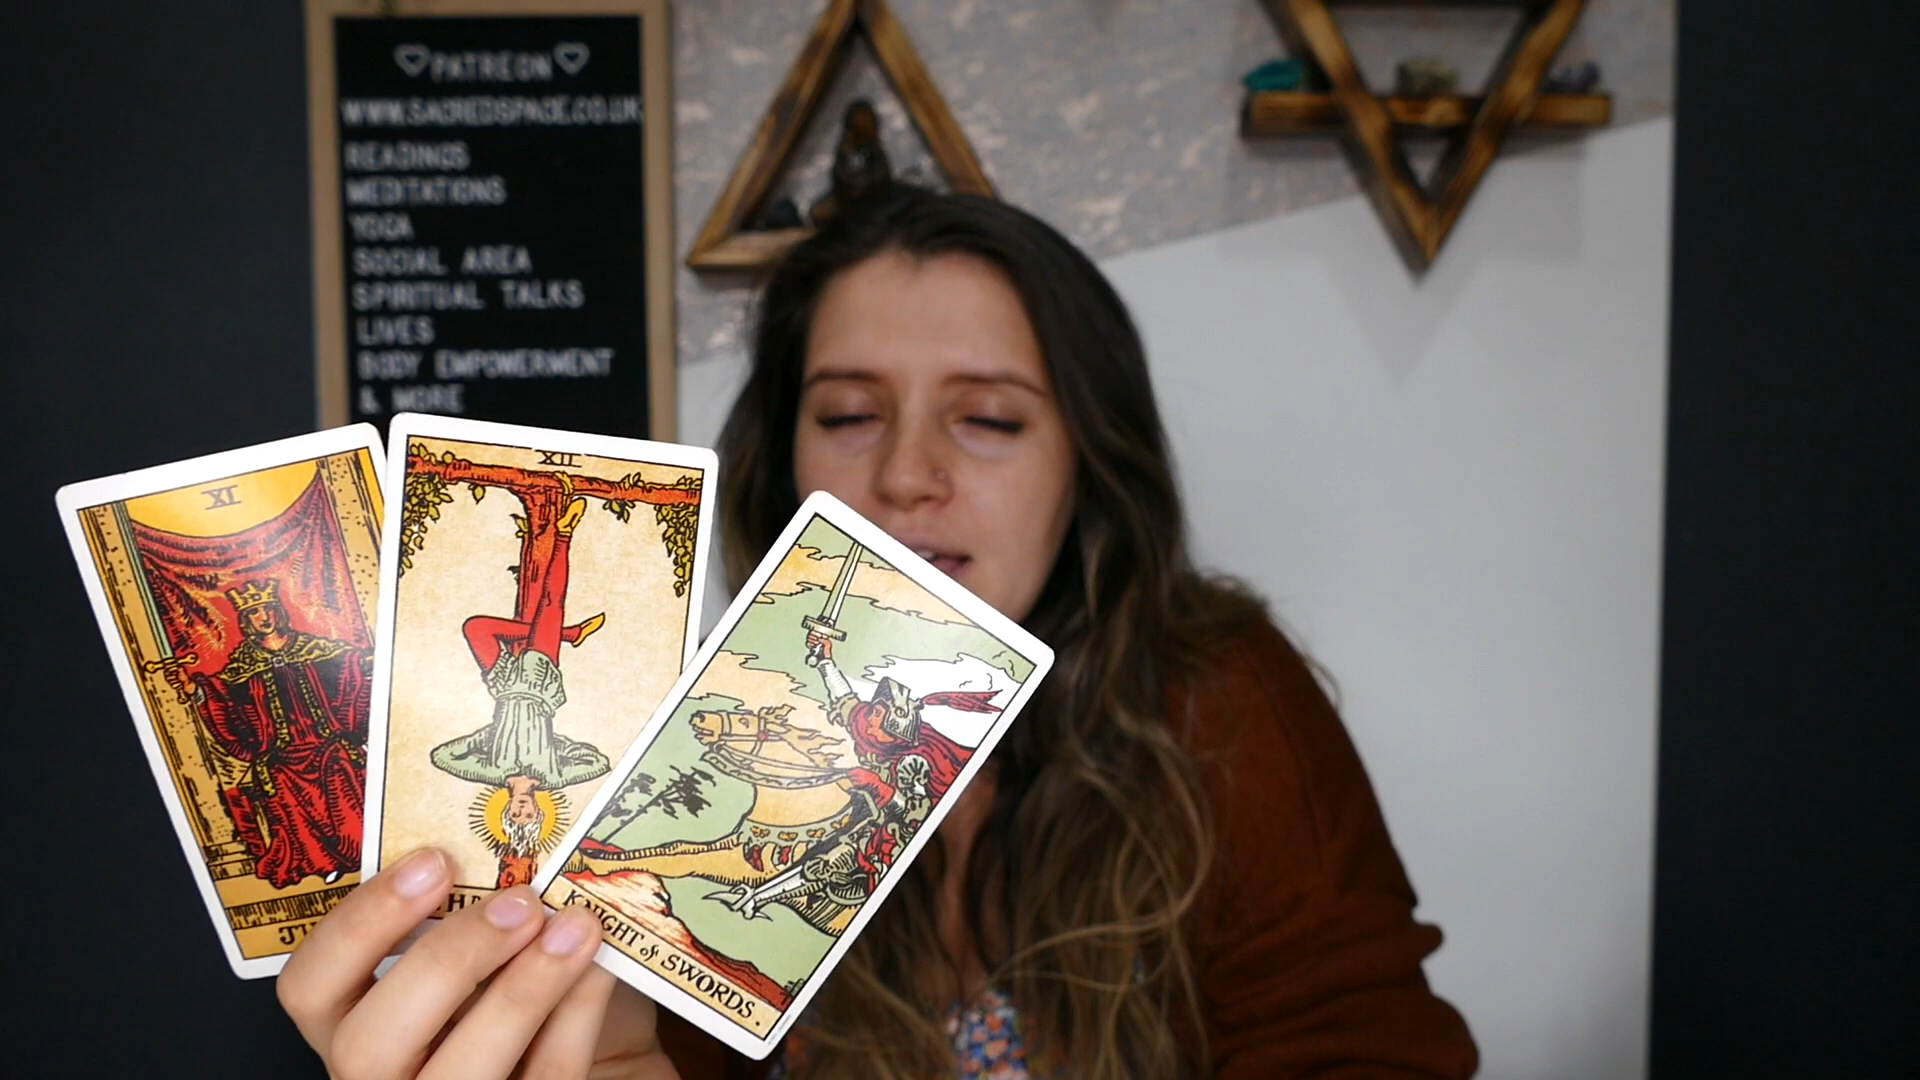 ♡PATREON♡
WWW.SACREDSPACE.CO.UK
READINGS
MEDITATIONS
YOGA
SOCIAL AREA
SPIRITUAL TALKS
LIVES
BODY EMPOWERMENT
& MORE
XI
XII
KNIGHT of SWORDS.